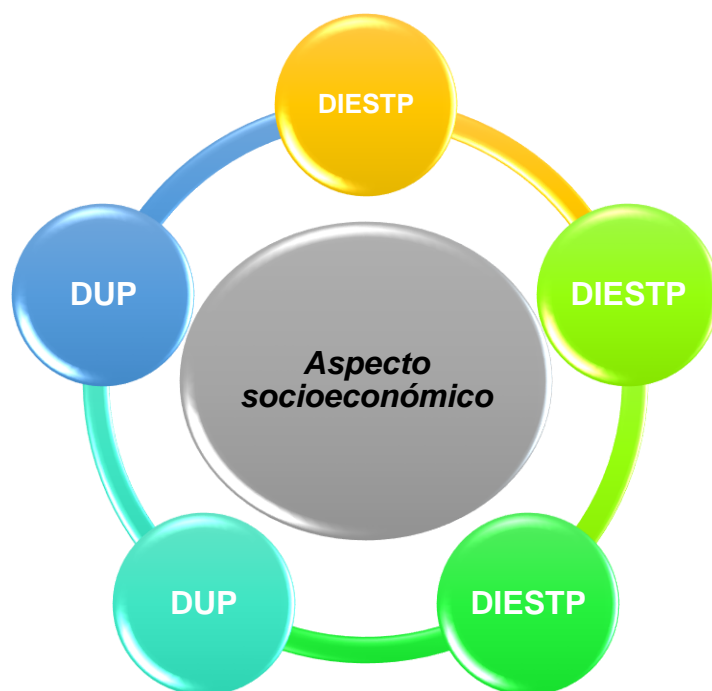 DIESTP
DUP
DIESTP
Aspecto
socioeconómico
DUP
DIESTP